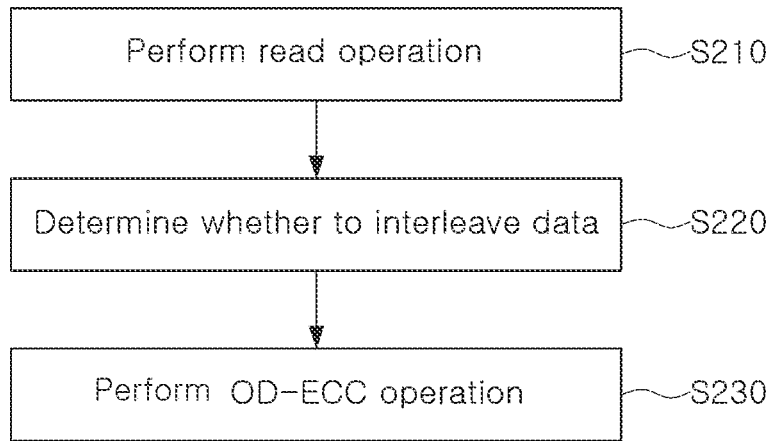 Perform read operation S210
Determine whether to interleave data S220
Perform OD-ECC operation S230